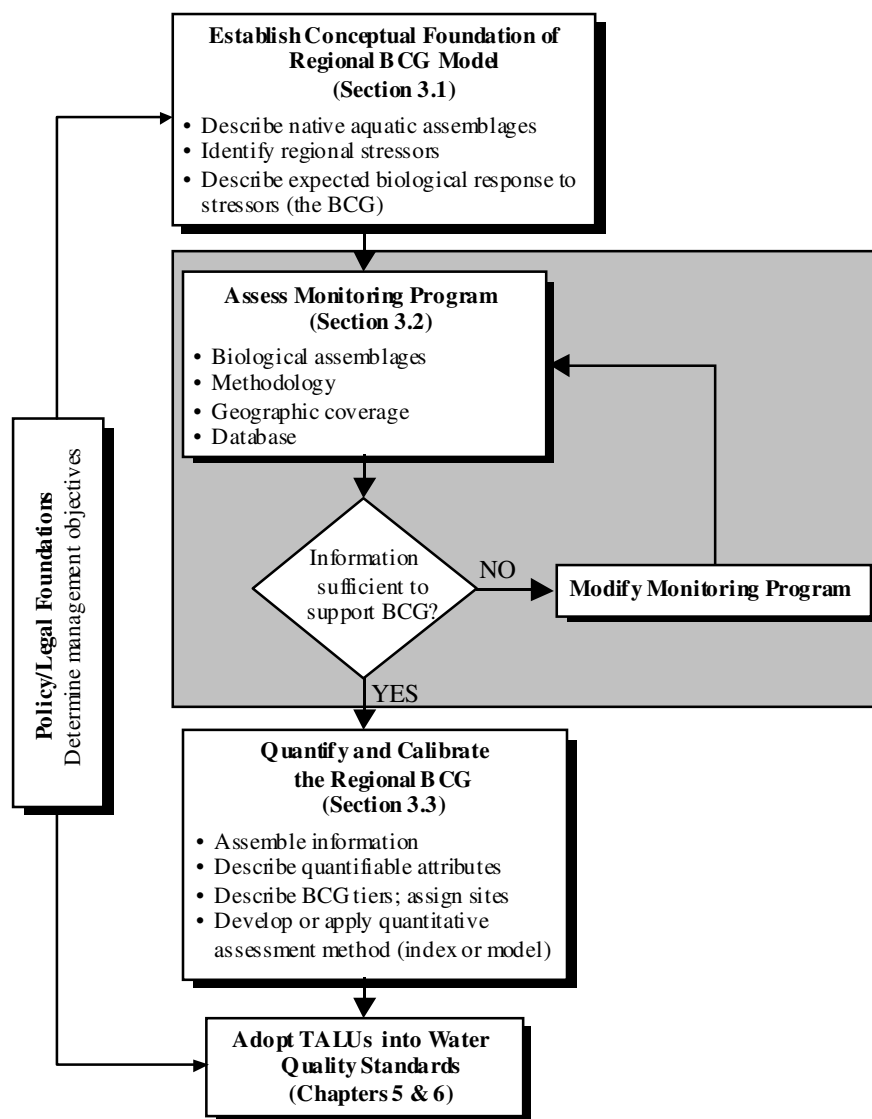 Establish Conceptual Foundation of
Regional BCG Model
(Section 3.1)
• Describe native aquatic assemblages
• Identify regional stressors
• Describe expected biological response to
stressors (the BCG)
Assess Monitoring Program
(Section 3.2)
• Biological assemblages
• Methodology
• Geographic coverage
• Database
Policy/Legal Foundations
Determine management objectives
Information
sufficient to
support BCG?
NO
Modify Monitoring Program
YES
Quantify and Calibrate
the Regional BCG
(Section 3.3)
• Assemble information
• Describe quantifiable attributes
• Describe BCG tiers; assign sites
• Develop or apply quantitative
assessment method (index or model)
Adopt TALUs into Water
Quality Standards
(Chapters 5 & 6)